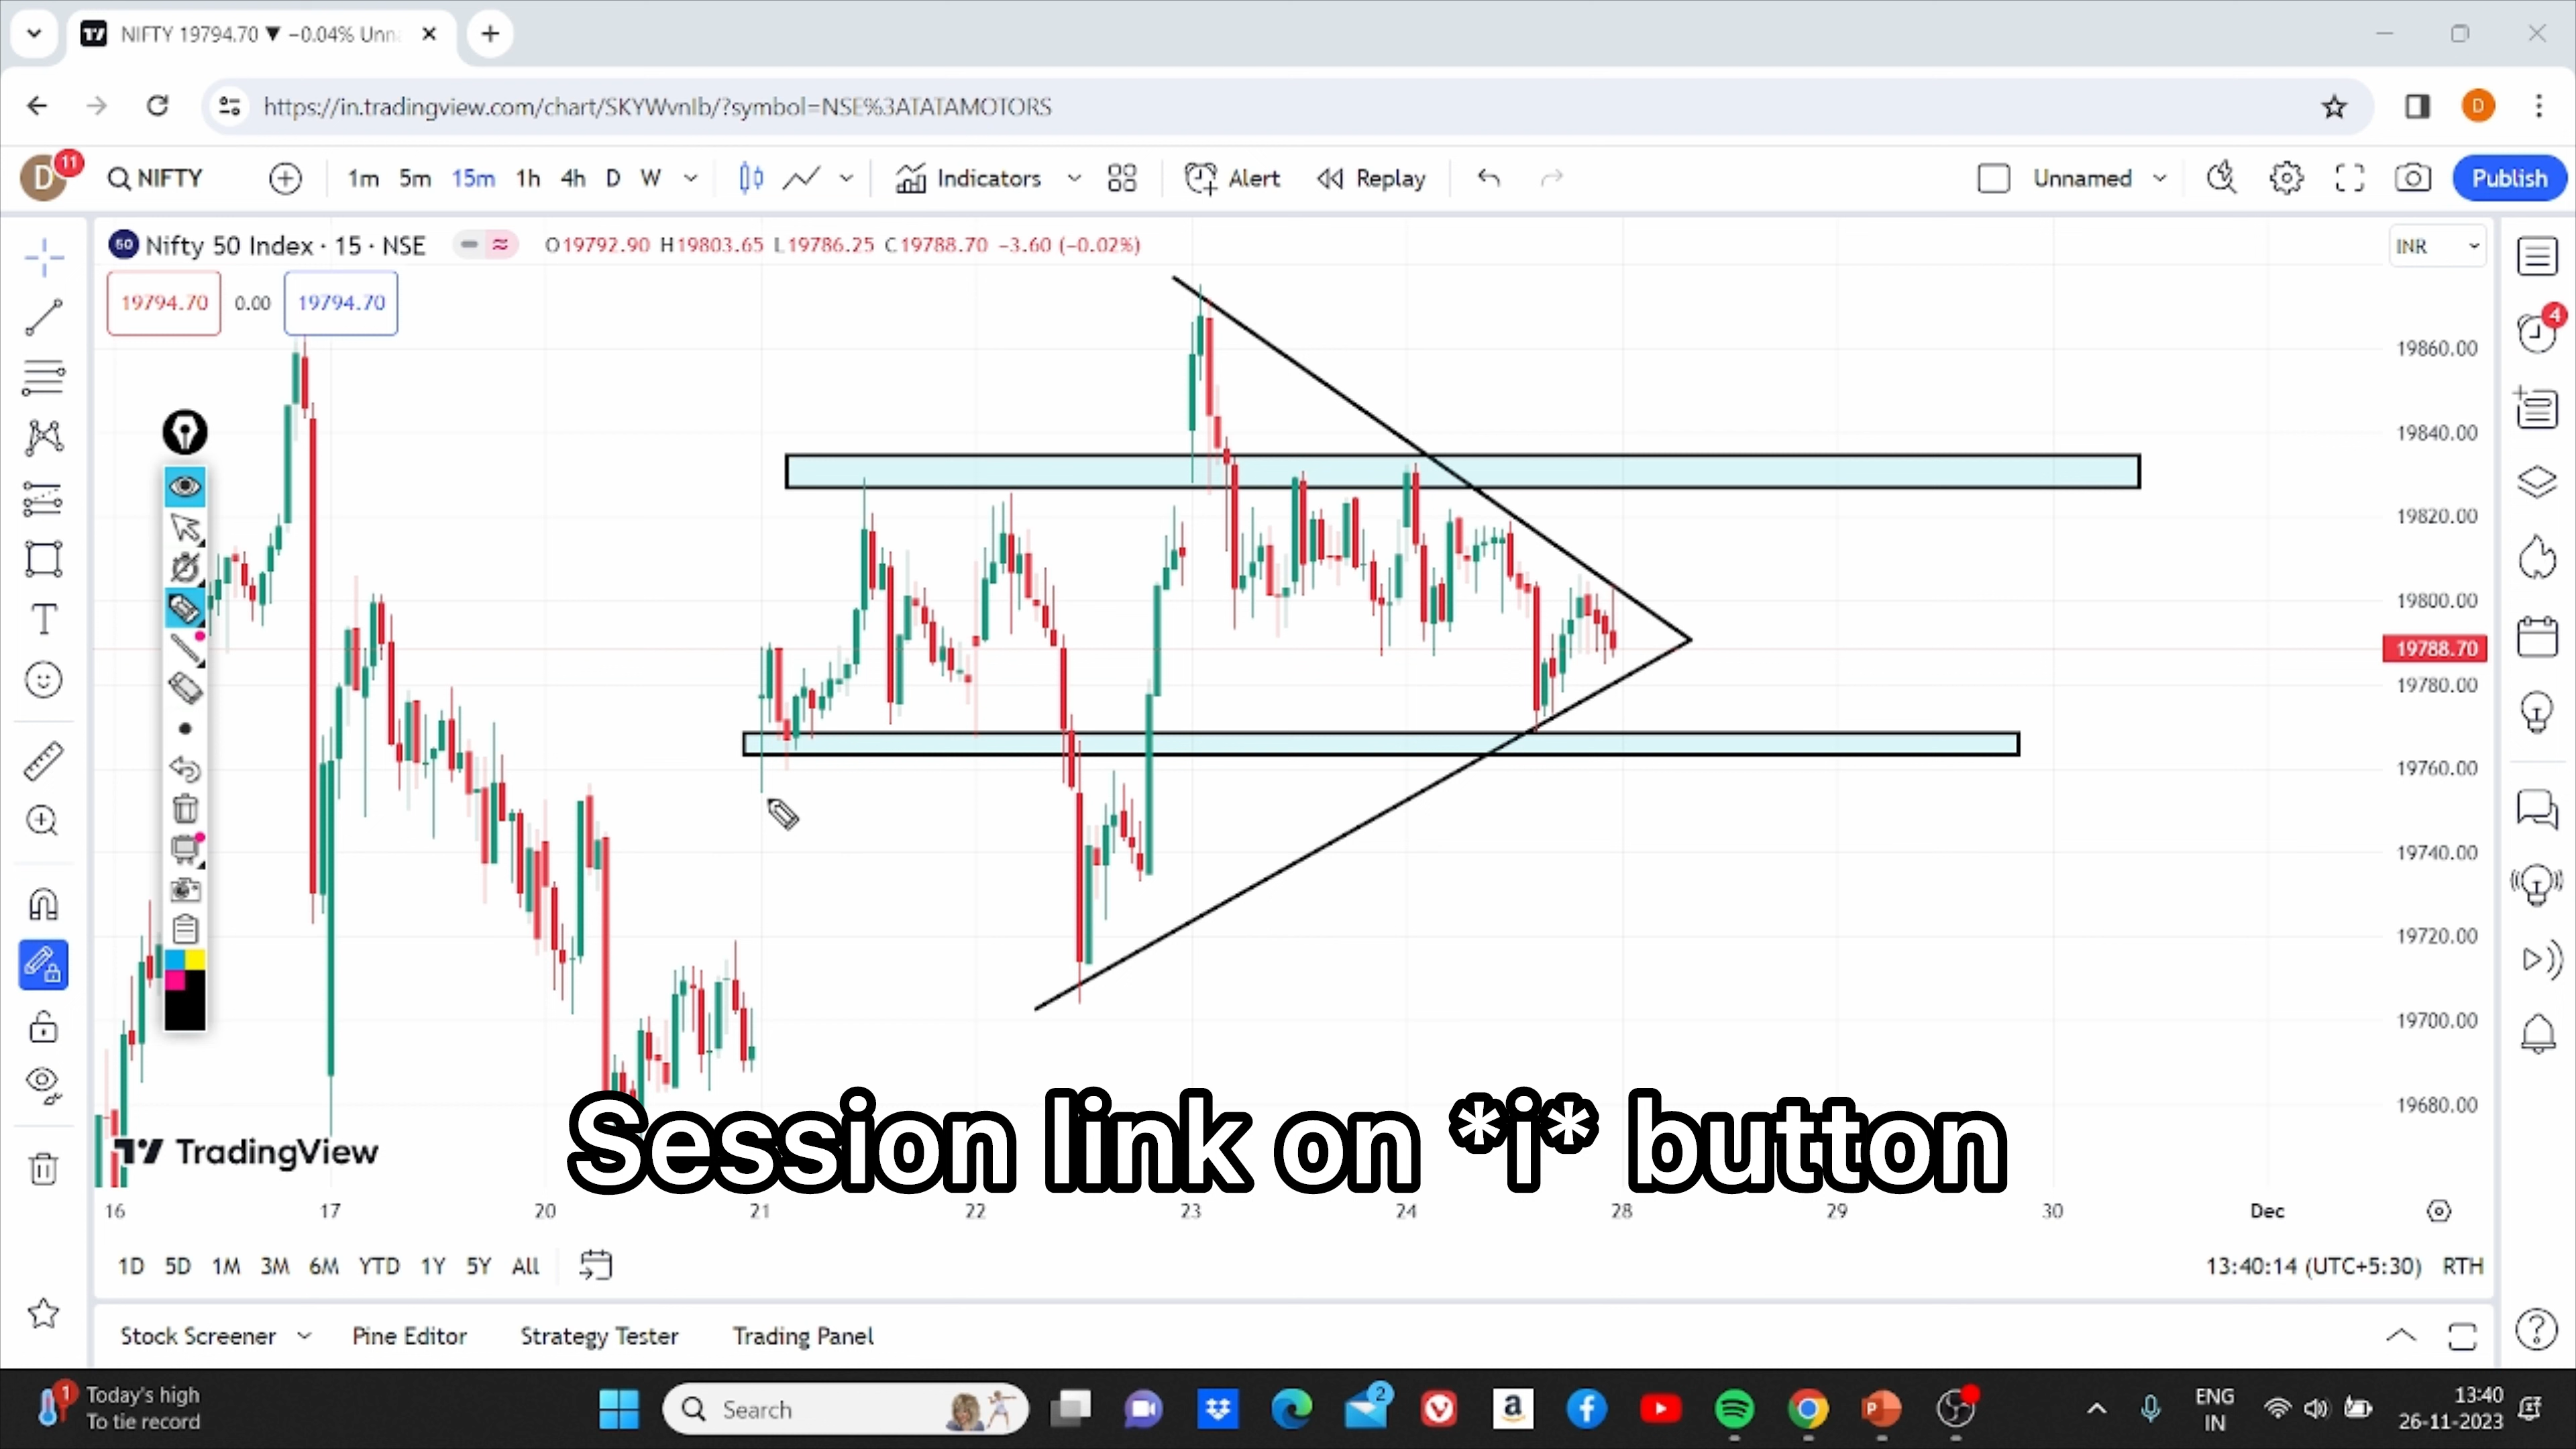 NIFTY 19794.70 ▼ −0.04% Unn
https://in.tradingview.com/chart/SKYWvnIb/?symbol=NSE%3ATATAMOTORS
D
D 11 NIFTY 1m 5m 15m 1h 4h D W Indicators Alert Replay Unnamed Publish
50 Nifty 50 Index · 15 · NSE O19792.90 H19803.65 L19786.25 C19788.70 −3.60 (−0.02%) INR
19794.70 0.00 19794.70
4
19860.00
19840.00
19820.00
19800.00
19788.70
19780.00
19760.00
19740.00
19720.00
19700.00
19680.00
TradingView
Session link on *i* button
16 17 20 21 22 23 24 28 29 30 Dec
1D 5D 1M 3M 6M YTD 1Y 5Y All 13:40:14 (UTC+5:30) RTH
Stock Screener Pine Editor Strategy Tester Trading Panel
1 Today's high
To tie record
Search
2
ENG
IN
13:40
26-11-2023